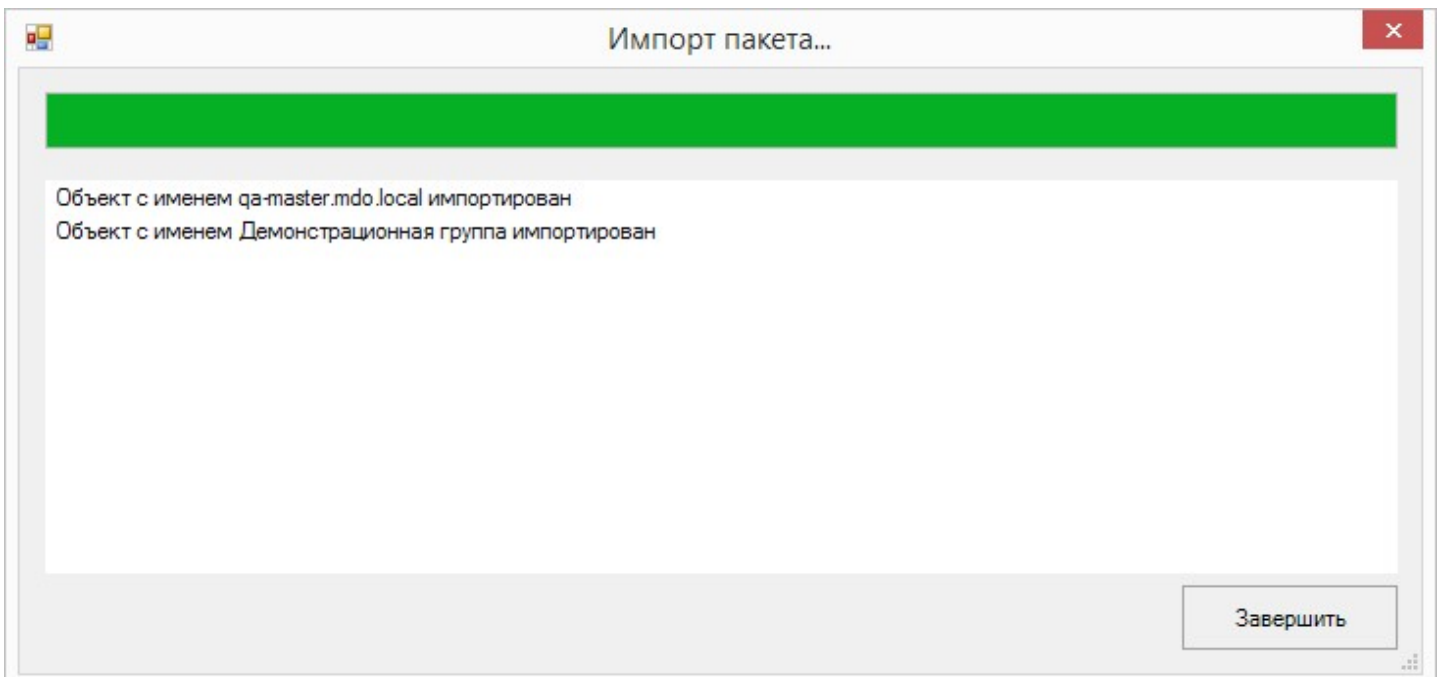 Импорт пакета...
Объект с именем qa-master.mdo.local импортирован
Объект с именем Демонстрационная группа импортирован
Завершить